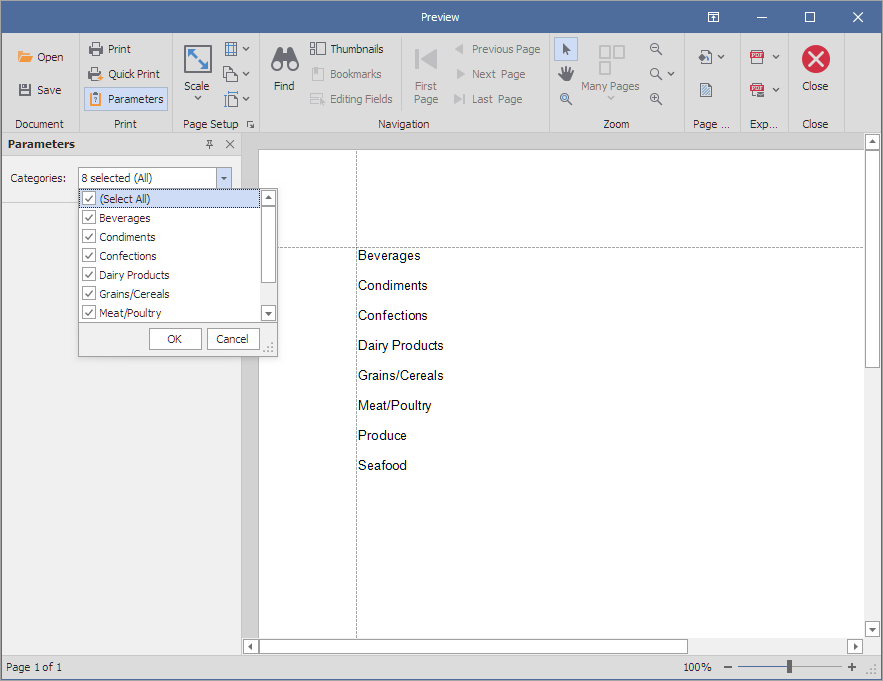 Preview
Open
Save
Document
Print
Quick Print
Parameters
Print
Scale
Page Setup
Find
Thumbnails
Bookmarks
Editing Fields
First
Page
Previous Page
Next Page
Last Page
Navigation
Many Pages
Zoom
Page ...
PDF
PDF
Exp...
Close
Close
Parameters
Categories:
8 selected (All)
(Select All)
Beverages
Condiments
Confections
Dairy Products
Grains/Cereals
Meat/Poultry
OK
Cancel
Beverages
Condiments
Confections
Dairy Products
Grains/Cereals
Meat/Poultry
Produce
Seafood
Page 1 of 1
100%